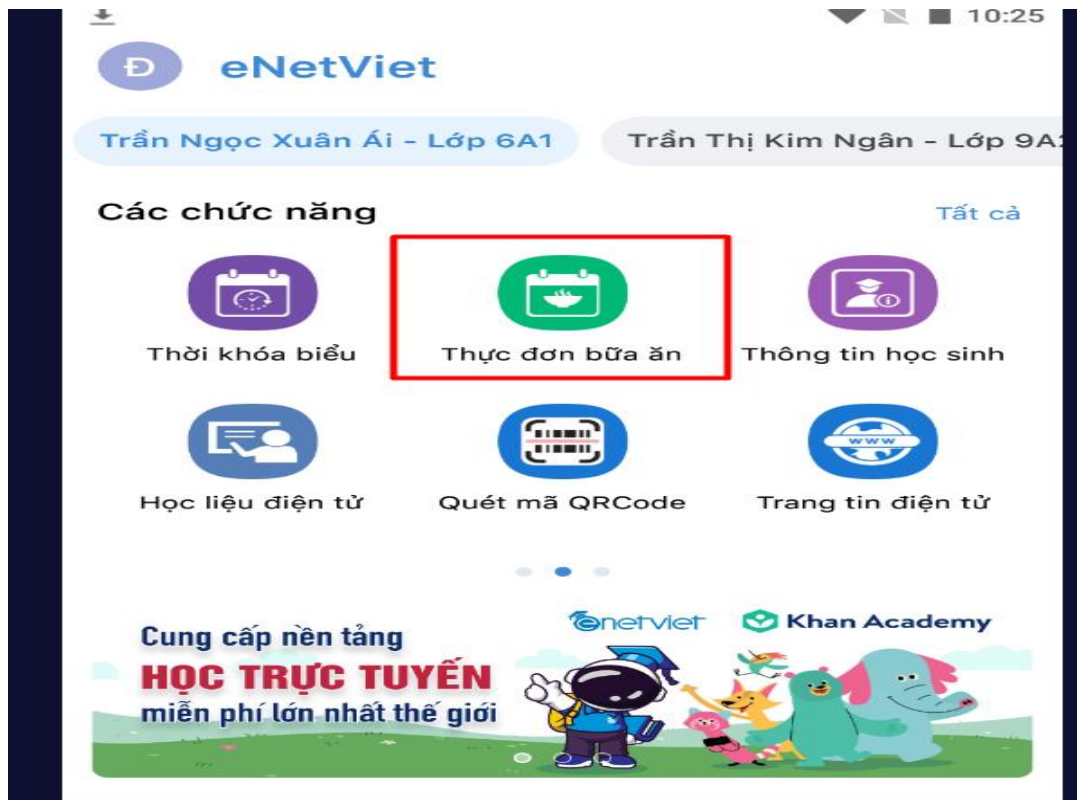 10:25
Đ eNetViet
Trần Ngọc Xuân Ái - Lớp 6A1 Trần Thị Kim Ngân - Lớp 9A
Các chức năng Tất cả
Thời khóa biểu Thực đơn bữa ăn Thông tin học sinh
WWW
Học liệu điện tử Quét mã QRCode Trang tin điện tử
enetviet Khan Academy
Cung cấp nền tảng
HỌC TRỰC TUYẾN
miễn phí lớn nhất thế giới